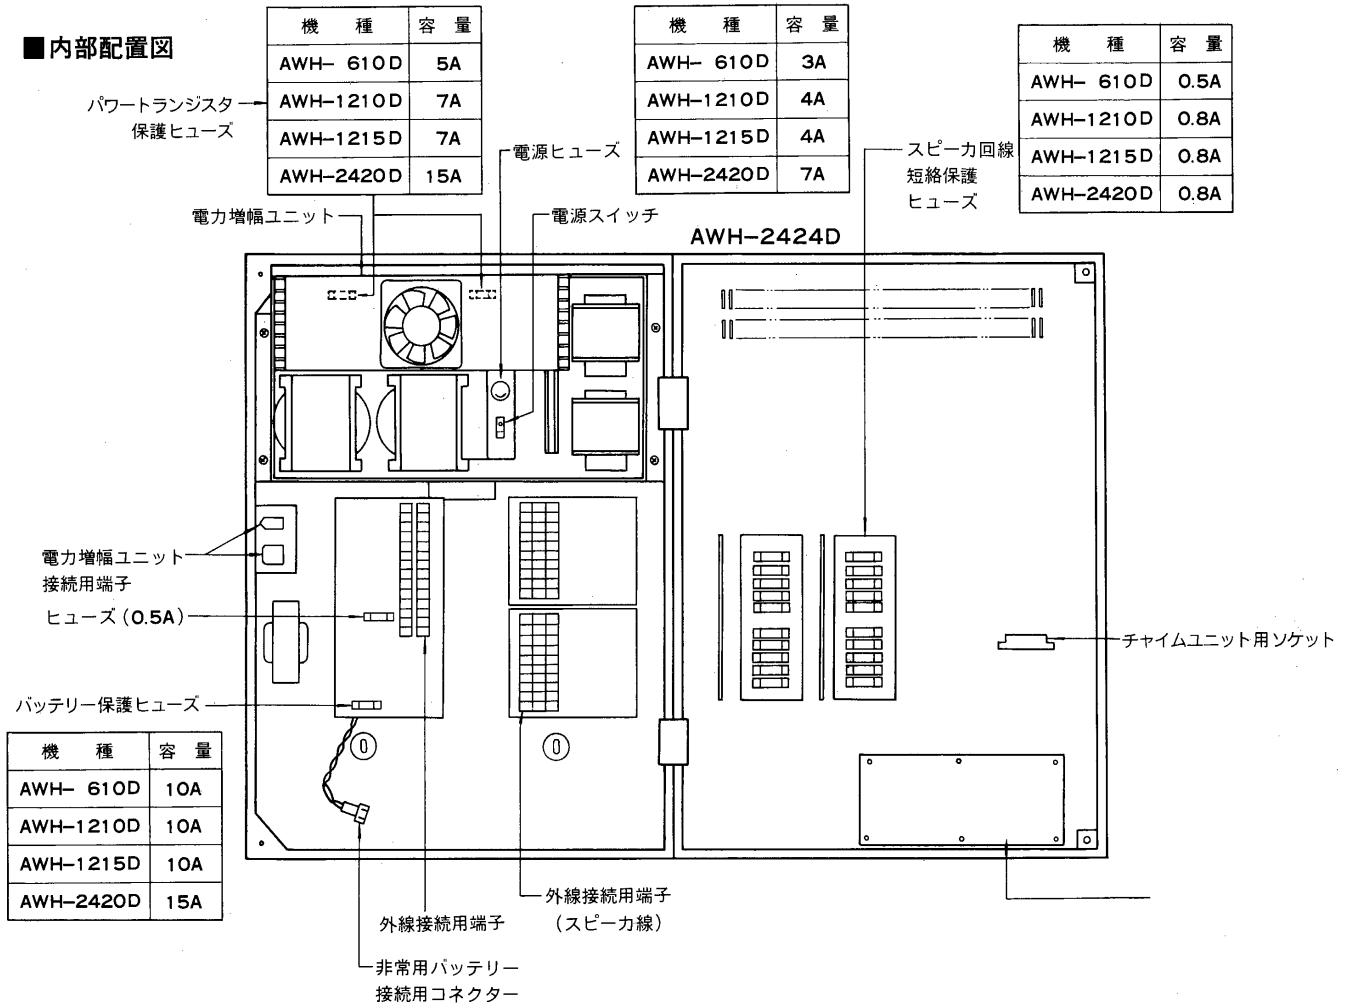 ■内部配置図
機 種 容 量
AWH- 610D 5A
AWH-1210D 7A
AWH-1215D 7A
AWH-2420D 15A
パワートランジスタ
保護ヒューズ
機 種 容 量
AWH- 610D 3A
AWH-1210D 4A
AWH-1215D 4A
AWH-2420D 7A
電源ヒューズ
機 種 容 量
AWH- 610D 0.5A
AWH-1210D 0.8A
AWH-1215D 0.8A
AWH-2420D 0.8A
スピーカ回線
短絡保護
ヒューズ
電力増幅ユニット
電源スイッチ
AWH-2424D
電力増幅ユニット
接続用端子
ヒューズ(0.5A)
チャイムユニット用ソケット
バッテリー保護ヒューズ
機 種 容 量
AWH- 610D 10A
AWH-1210D 10A
AWH-1215D 10A
AWH-2420D 15A
外線接続用端子
(スピーカ線)
外線接続用端子
非常用バッテリー
接続用コネクター